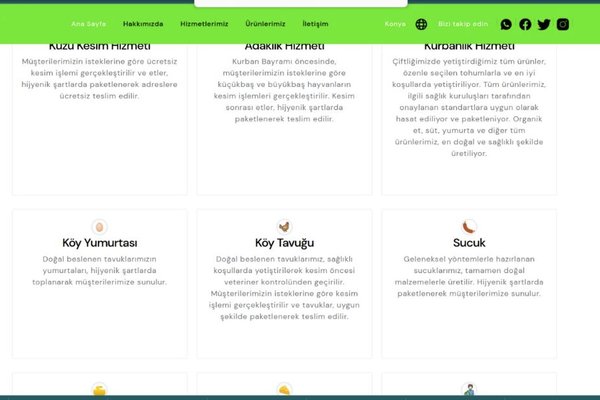 Ana Sayfa Hakkımızda Hizmetlerimiz Ürünlerimiz İletişim Konya Bizi takip edin
Kuzu Kesim Hizmeti
Müşterilerimizin isteklerine göre ücretsiz
kesim işlemi gerçekleştirilir ve etler,
hijyenik şartlarda paketlenerek adreslere
ücretsiz teslim edilir.
Adaklık Hizmeti
Kurban Bayramı öncesinde,
müşterilerimizin isteklerine göre
küçükbaş ve büyükbaş hayvanların
kesim işlemleri gerçekleştirilir. Kesim
sonrası etler, hijyenik şartlarda
paketlenerek teslim edilir.
Kurbanlık Hizmeti
Çiftliğimizde yetiştirdiğimiz tüm ürünler,
özenle seçilen tohumlarla ve en iyi
koşullarda yetiştiriliyor. Tüm ürünlerimiz,
ilgili sağlık kuruluşları tarafından
onaylanan standartlara uygun olarak
hasat ediliyor ve paketleniyor. Organik
et, süt, yumurta ve diğer tüm
ürünlerimiz, en doğal ve sağlıklı şekilde
üretiliyor.
Köy Yumurtası
Doğal beslenen tavuklarımızın
yumurtaları, hijyenik şartlarda
toplanarak müşterilerimize sunulur.
Köy Tavuğu
Doğal beslenen tavuklarımız, sağlıklı
koşullarda yetiştirilerek kesim öncesi
veteriner kontrolünden geçirilir.
Müşterilerimizin isteklerine göre kesim
işlemi gerçekleştirilir ve tavuklar, uygun
şekilde paketlenerek teslim edilir.
Sucuk
Geleneksel yöntemlerle hazırlanan
sucuklarımız, tamamen doğal
malzemelerle üretilir. Hijyenik şartlarda
paketlenerek müşterilerimize sunulur.